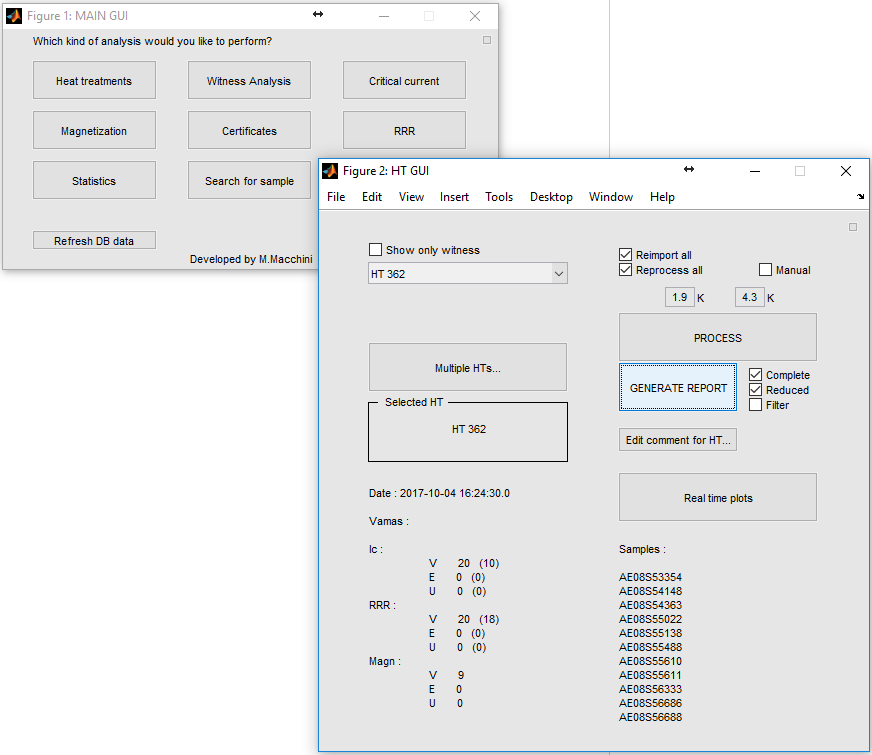 Figure 1: MAIN GUI
Which kind of analysis would you like to perform?
Heat treatments
Witness Analysis
Critical current
Magnetization
Certificates
RRR
Statistics
Search for sample
Refresh DB data
Developed by M.Macchini
Figure 2: HT GUI
File Edit View Insert Tools Desktop Window Help
Show only witness
HT 362
Reimport all
Reprocess all
Manual
1.9 K
4.3 K
PROCESS
Multiple HTs...
GENERATE REPORT
Complete
Reduced
Filter
Selected HT
HT 362
Edit comment for HT...
Real time plots
Date : 2017-10-04 16:24:30.0
Vamas :
Ic :
V 20 (10)
E 0 (0)
U 0 (0)
RRR :
V 20 (18)
E 0 (0)
U 0 (0)
Magn :
V 9
E 0
U 0
Samples :
AE08S53354
AE08S54148
AE08S54363
AE08S55022
AE08S55138
AE08S55488
AE08S55610
AE08S55611
AE08S56333
AE08S56686
AE08S56688